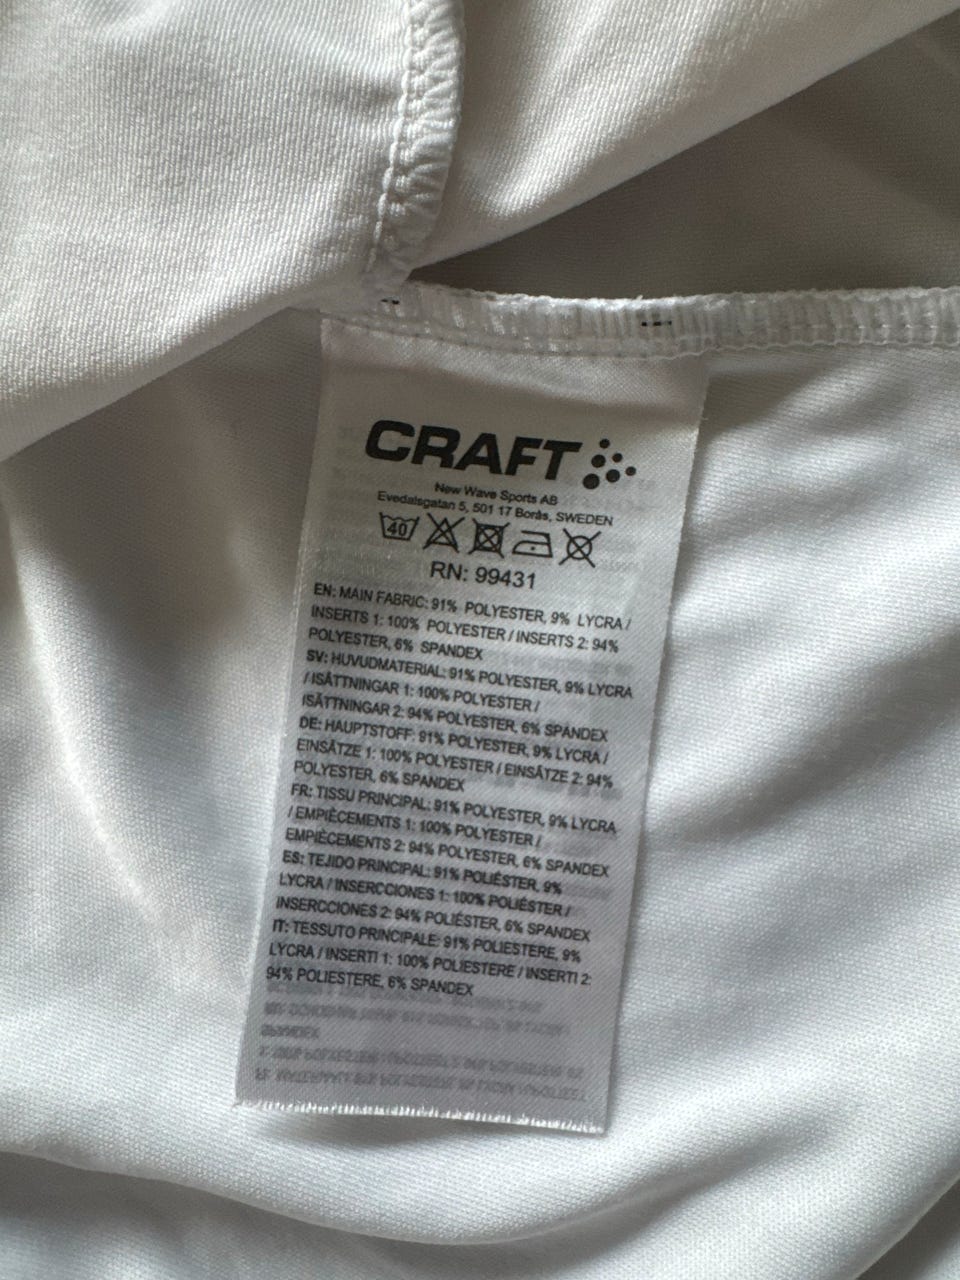 CRAFT
New Wave Sports AB
Evedalsgatan 5, 501 17 Borås, SWEDEN
40
RN: 99431
EN: MAIN FABRIC: 91% POLYESTER, 9% LYCRA /
INSERTS 1: 100% POLYESTER / INSERTS 2: 94%
POLYESTER, 6% SPANDEX
SV: HUVUDMATERIAL: 91% POLYESTER, 9% LYCRA
/ ISÄTTNINGAR 1: 100% POLYESTER /
ISÄTTNINGAR 2: 94% POLYESTER, 6% SPANDEX
DE: HAUPTSTOFF: 91% POLYESTER, 9% LYCRA /
EINSÄTZE 1: 100% POLYESTER / EINSÄTZE 2: 94%
POLYESTER, 6% SPANDEX
FR: TISSU PRINCIPAL: 91% POLYESTER, 9% LYCRA
/ EMPIÈCEMENTS 1: 100% POLYESTER /
EMPIÈCEMENTS 2: 94% POLYESTER, 6% SPANDEX
ES: TEJIDO PRINCIPAL: 91% POLIÉSTER, 9%
LYCRA / INSERCCIONES 1: 100% POLIÉSTER /
INSERCCIONES 2: 94% POLIÉSTER, 6% SPANDEX
IT: TESSUTO PRINCIPALE: 91% POLIESTERE, 9%
LYCRA / INSERTI 1: 100% POLIESTERE / INSERTI 2:
94% POLIESTERE, 6% SPANDEX